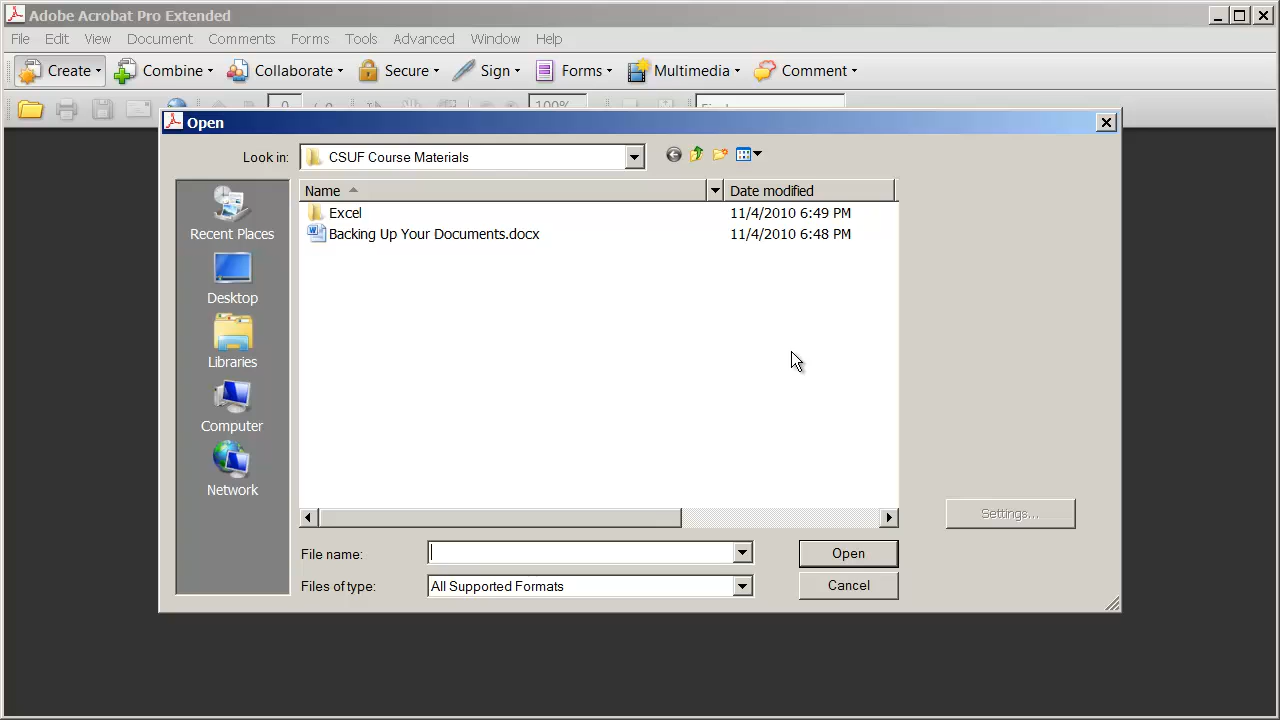 Adobe Acrobat Pro Extended
File Edit View Document Comments Forms Tools Advanced Window Help
Create Combine Collaborate Secure Sign Forms Multimedia Comment
Open
Look in: CSUF Course Materials
Name Date modified
Excel 11/4/2010 6:49 PM
Backing Up Your Documents.docx 11/4/2010 6:48 PM
Recent Places
Desktop
Libraries
Computer
Network
Settings...
File name: Open
Files of type: All Supported Formats Cancel